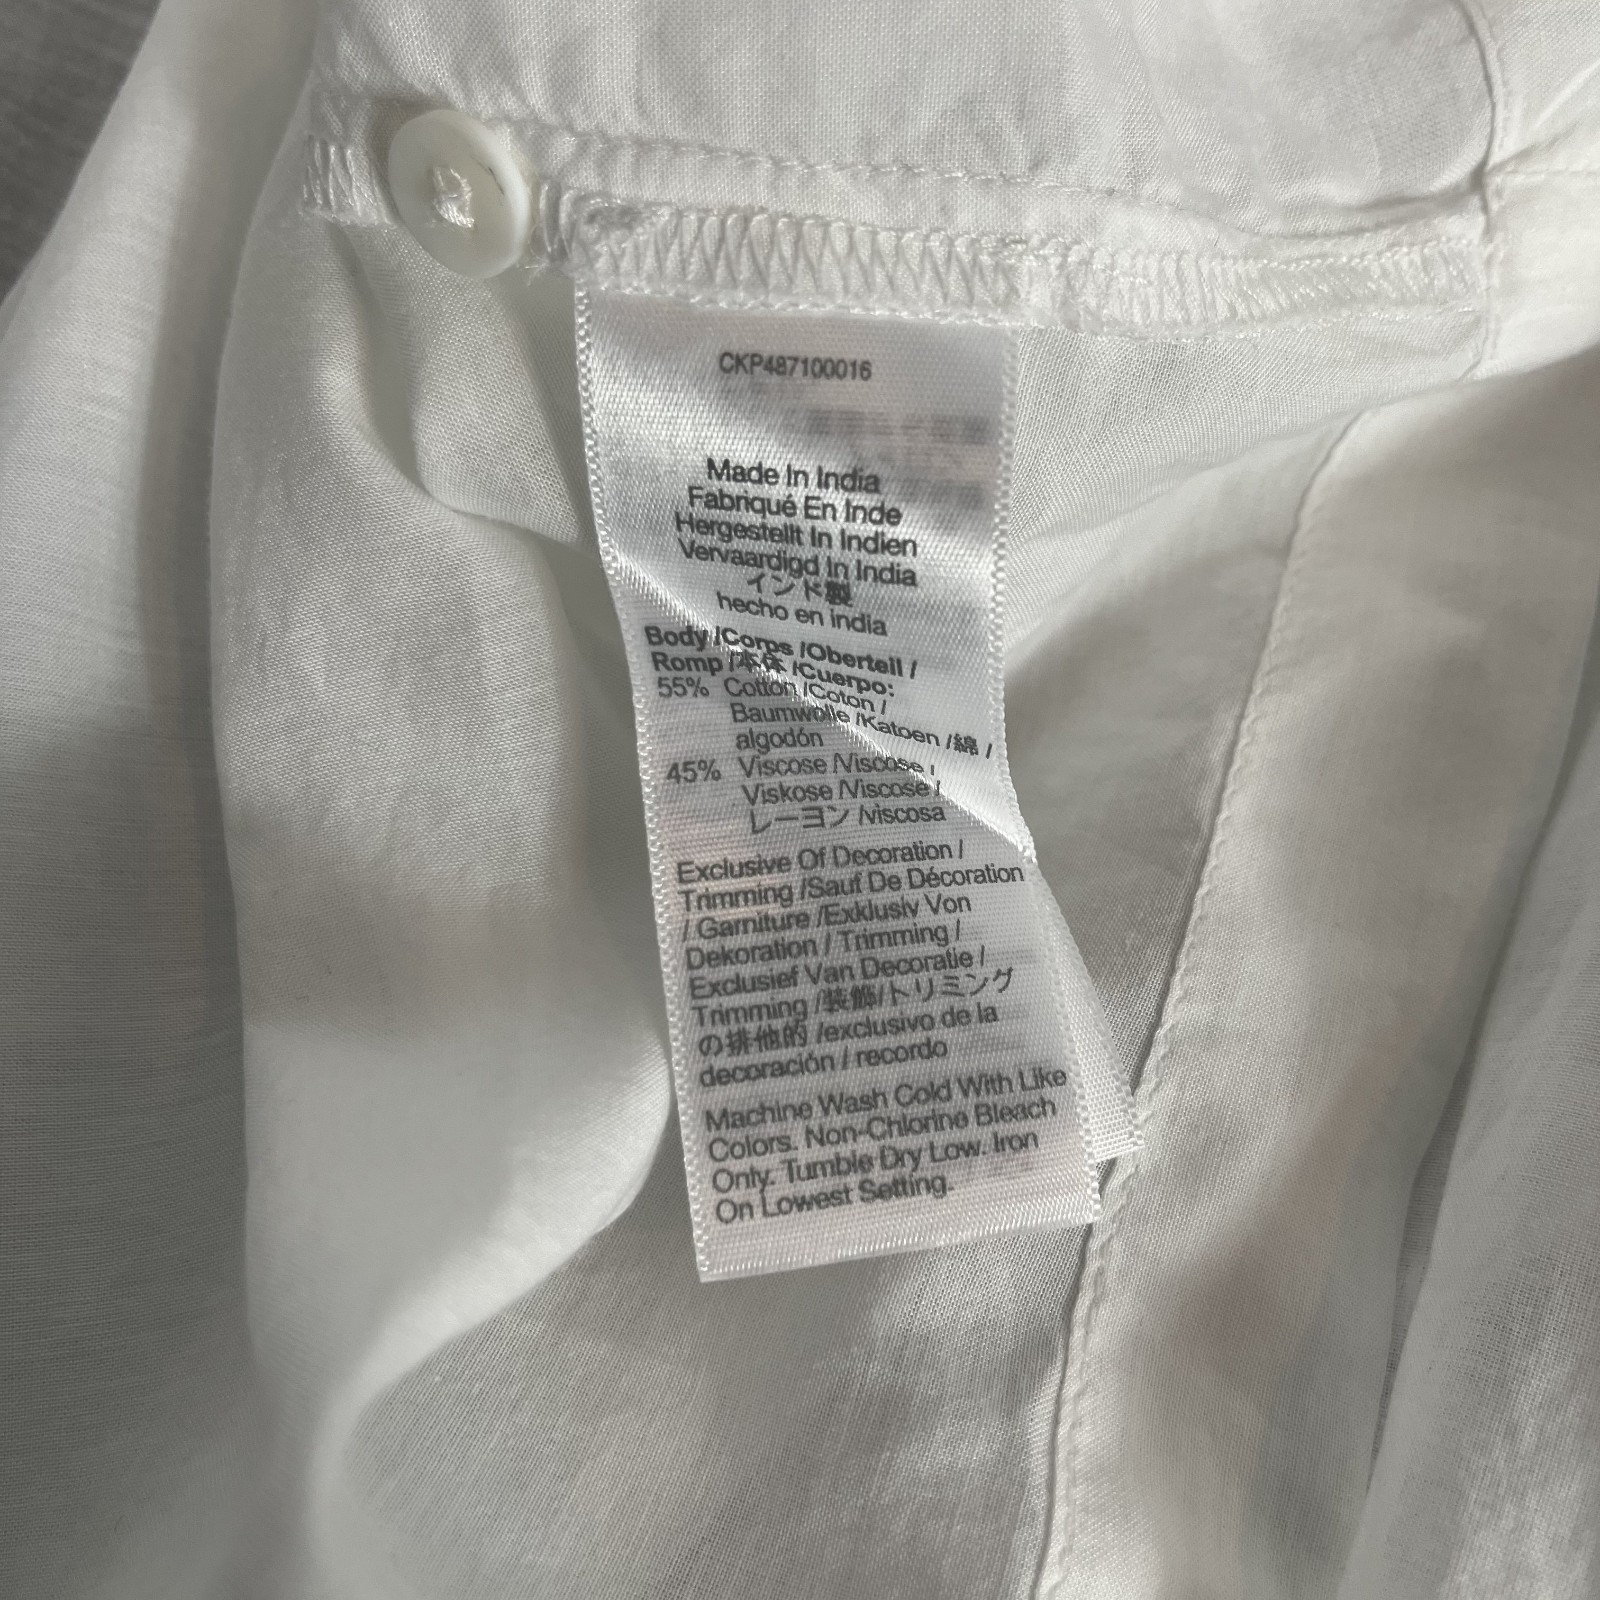 CKP487100016
Made In India
Fabriqué En Inde
Hergestellt In Indien
Vervaardigd In India
インド製
hecho en india
Body /Corps /Oberteil /
Romp /本体 /Cuerpo:
55% Cotton /Coton /
Baumwolle /Katoen /綿 /
algodón
45% Viscose /Viscose /
Viskose /Viscose /
レーヨン /viscosa
Exclusive Of Decoration /
Trimming /Sauf De Décoration
/ Garniture /Exklusiv Von
Dekoration / Trimming /
Exclusief Van Decoratie /
Trimming /装飾/トリミング
の排他的 /exclusivo de la
decoración / recordo
Machine Wash Cold With Like
Colors. Non-Chlorine Bleach
Only. Tumble Dry Low. Iron
On Lowest Setting.